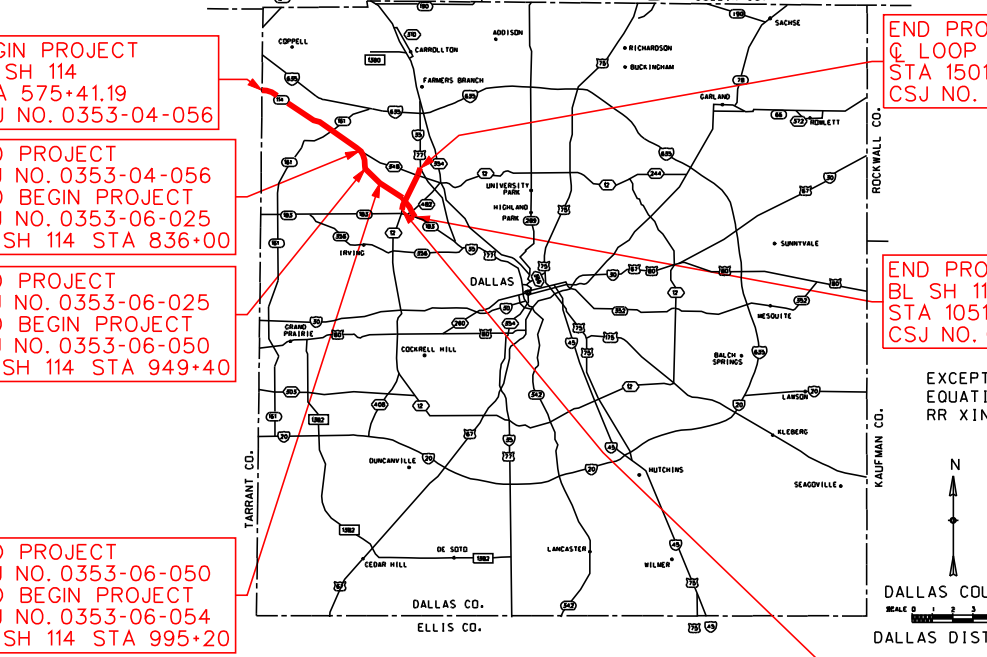 GIN PROJECT
SH 114
A 575+41.19
J NO. 0353-04-056
PROJECT
J NO. 0353-04-056
BEGIN PROJECT
J NO. 0353-06-025
SH 114 STA 836+00
PROJECT
J NO. 0353-06-025
BEGIN PROJECT
J NO. 0353-06-050
SH 114 STA 949+40
PROJECT
J NO. 0353-06-050
BEGIN PROJECT
J NO. 0353-06-054
SH 114 STA 995+20
END PRO
℄ LOOP
STA 1501
CSJ NO.
END PRO
BL SH 11
STA 1051
CSJ NO.
EXCEPT
EQUATI
RR XIN
N
DALLAS COU
SCALE 0 1 2 3
DALLAS DIST
COPPELL
CARROLLTON
ADDISON
RICHARDSON
BUCKINGHAM
SACHSE
FARMERS BRANCH
GARLAND
ROWLETT
UNIVERSITY
PARK
HIGHLAND
PARK
IRVING
DALLAS
SUNNYVALE
MESQUITE
GRAND
PRAIRIE
COCKRELL HILL
BALCH
SPRINGS
LAWSON
KLEBERG
DUNCANVILLE
HUTCHINS
SEAGOVILLE
DE SOTO
CEDAR HILL
LANCASTER
WILMER
ROCKWALL CO.
KAUFMAN CO.
TARRANT CO.
DALLAS CO.
ELLIS CO.